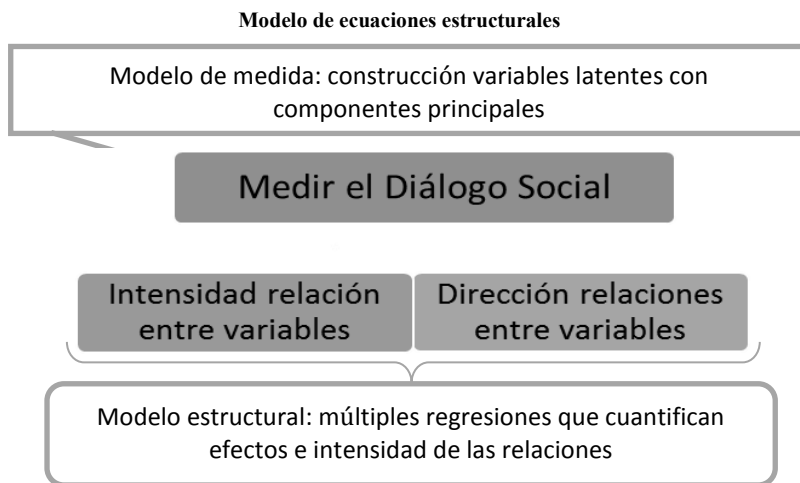 Modelo de ecuaciones estructurales
Modelo de medida: construcción variables latentes con
componentes principales
Medir el Diálogo Social
Intensidad relación
entre variables
Dirección relaciones
entre variables
Modelo estructural: múltiples regresiones que cuantifican
efectos e intensidad de las relaciones